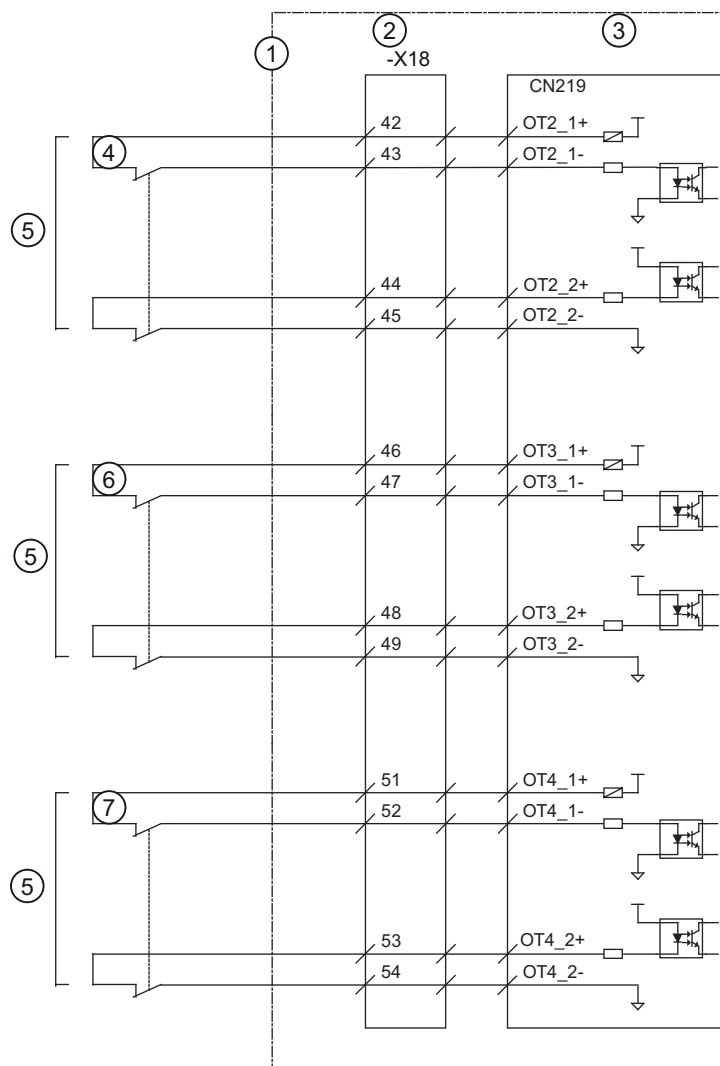 1 2 3
-X18
CN219
42 OT2_1+
4 43 OT2_1-
5
44 OT2_2+
45 OT2_2-
46 OT3_1+
6 47 OT3_1-
5
48 OT3_2+
49 OT3_2-
51 OT4_1+
7 52 OT4_1-
5
53 OT4_2+
54 OT4_2-